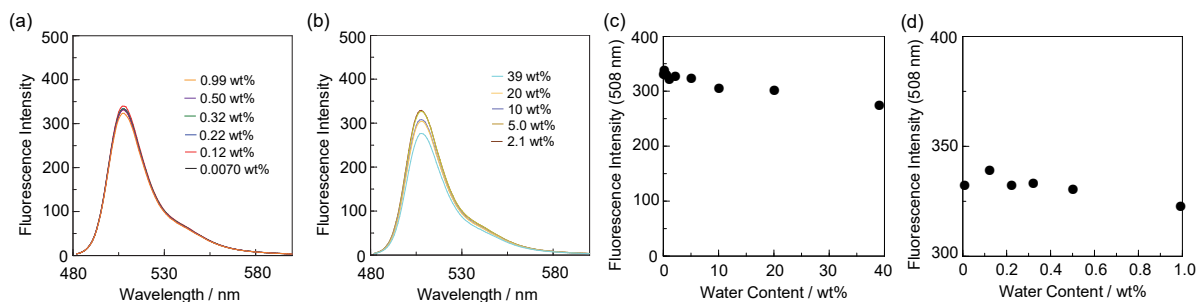 (a)
Fluorescence Intensity
500
400
300
200
100
0
480
530
580
Wavelength / nm
0.99 wt%
0.50 wt%
0.32 wt%
0.22 wt%
0.12 wt%
0.0070 wt%
(b)
Fluorescence Intensity
500
400
300
200
100
0
480
530
580
Wavelength / nm
39 wt%
20 wt%
10 wt%
5.0 wt%
2.1 wt%
(c)
Fluorescence Intensity (508 nm)
400
300
200
100
0
0
10
20
30
40
Water Content / wt%
(d)
Fluorescence Intensity (508 nm)
400
350
300
0
0.2
0.4
0.6
0.8
1.0
Water Content / wt%